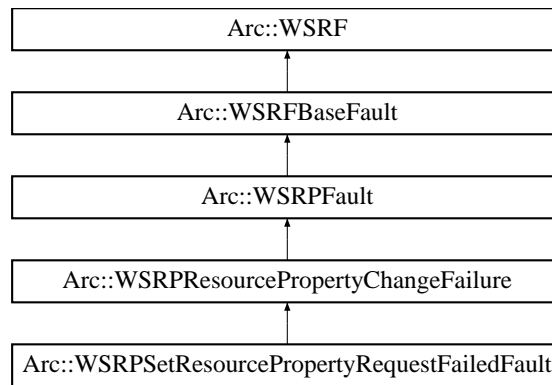 Arc::WSRF
Arc::WSRFBaseFault
Arc::WSRPFault
Arc::WSRPResourcePropertyChangeFailure
Arc::WSRPSetResourcePropertyRequestFailedFault